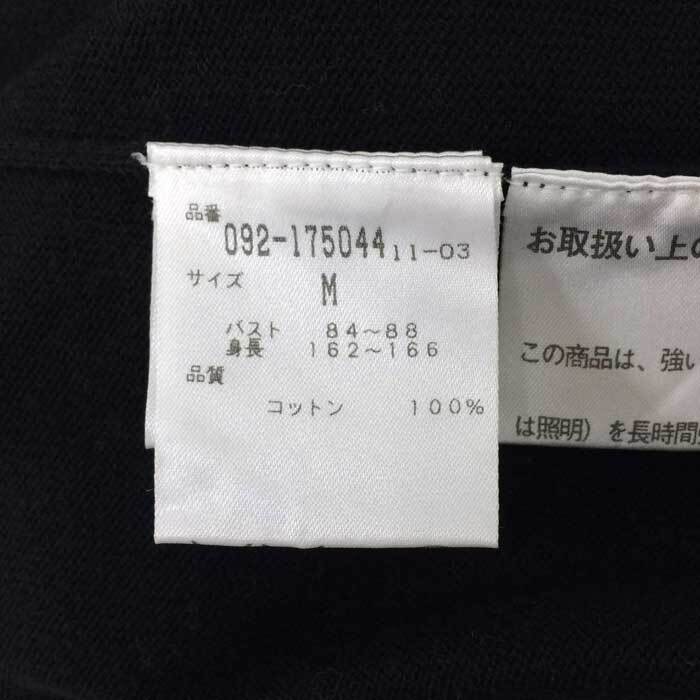 品番
092-175044 11-03
サイズ M
バスト 84～88
身長 162～166
品質
コットン 100%
お取扱い上の
この商品は、強い
は照明）を長時間